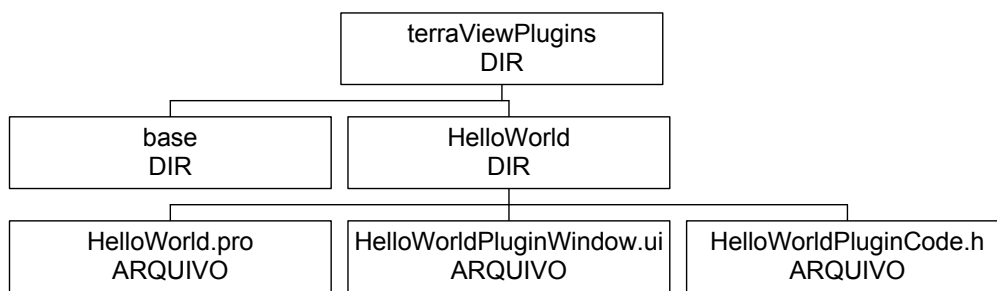 terraViewPlugins
DIR
base
DIR
HelloWorld
DIR
HelloWorld.pro
ARQUIVO
HelloWorldPluginWindow.ui
ARQUIVO
HelloWorldPluginCode.h
ARQUIVO